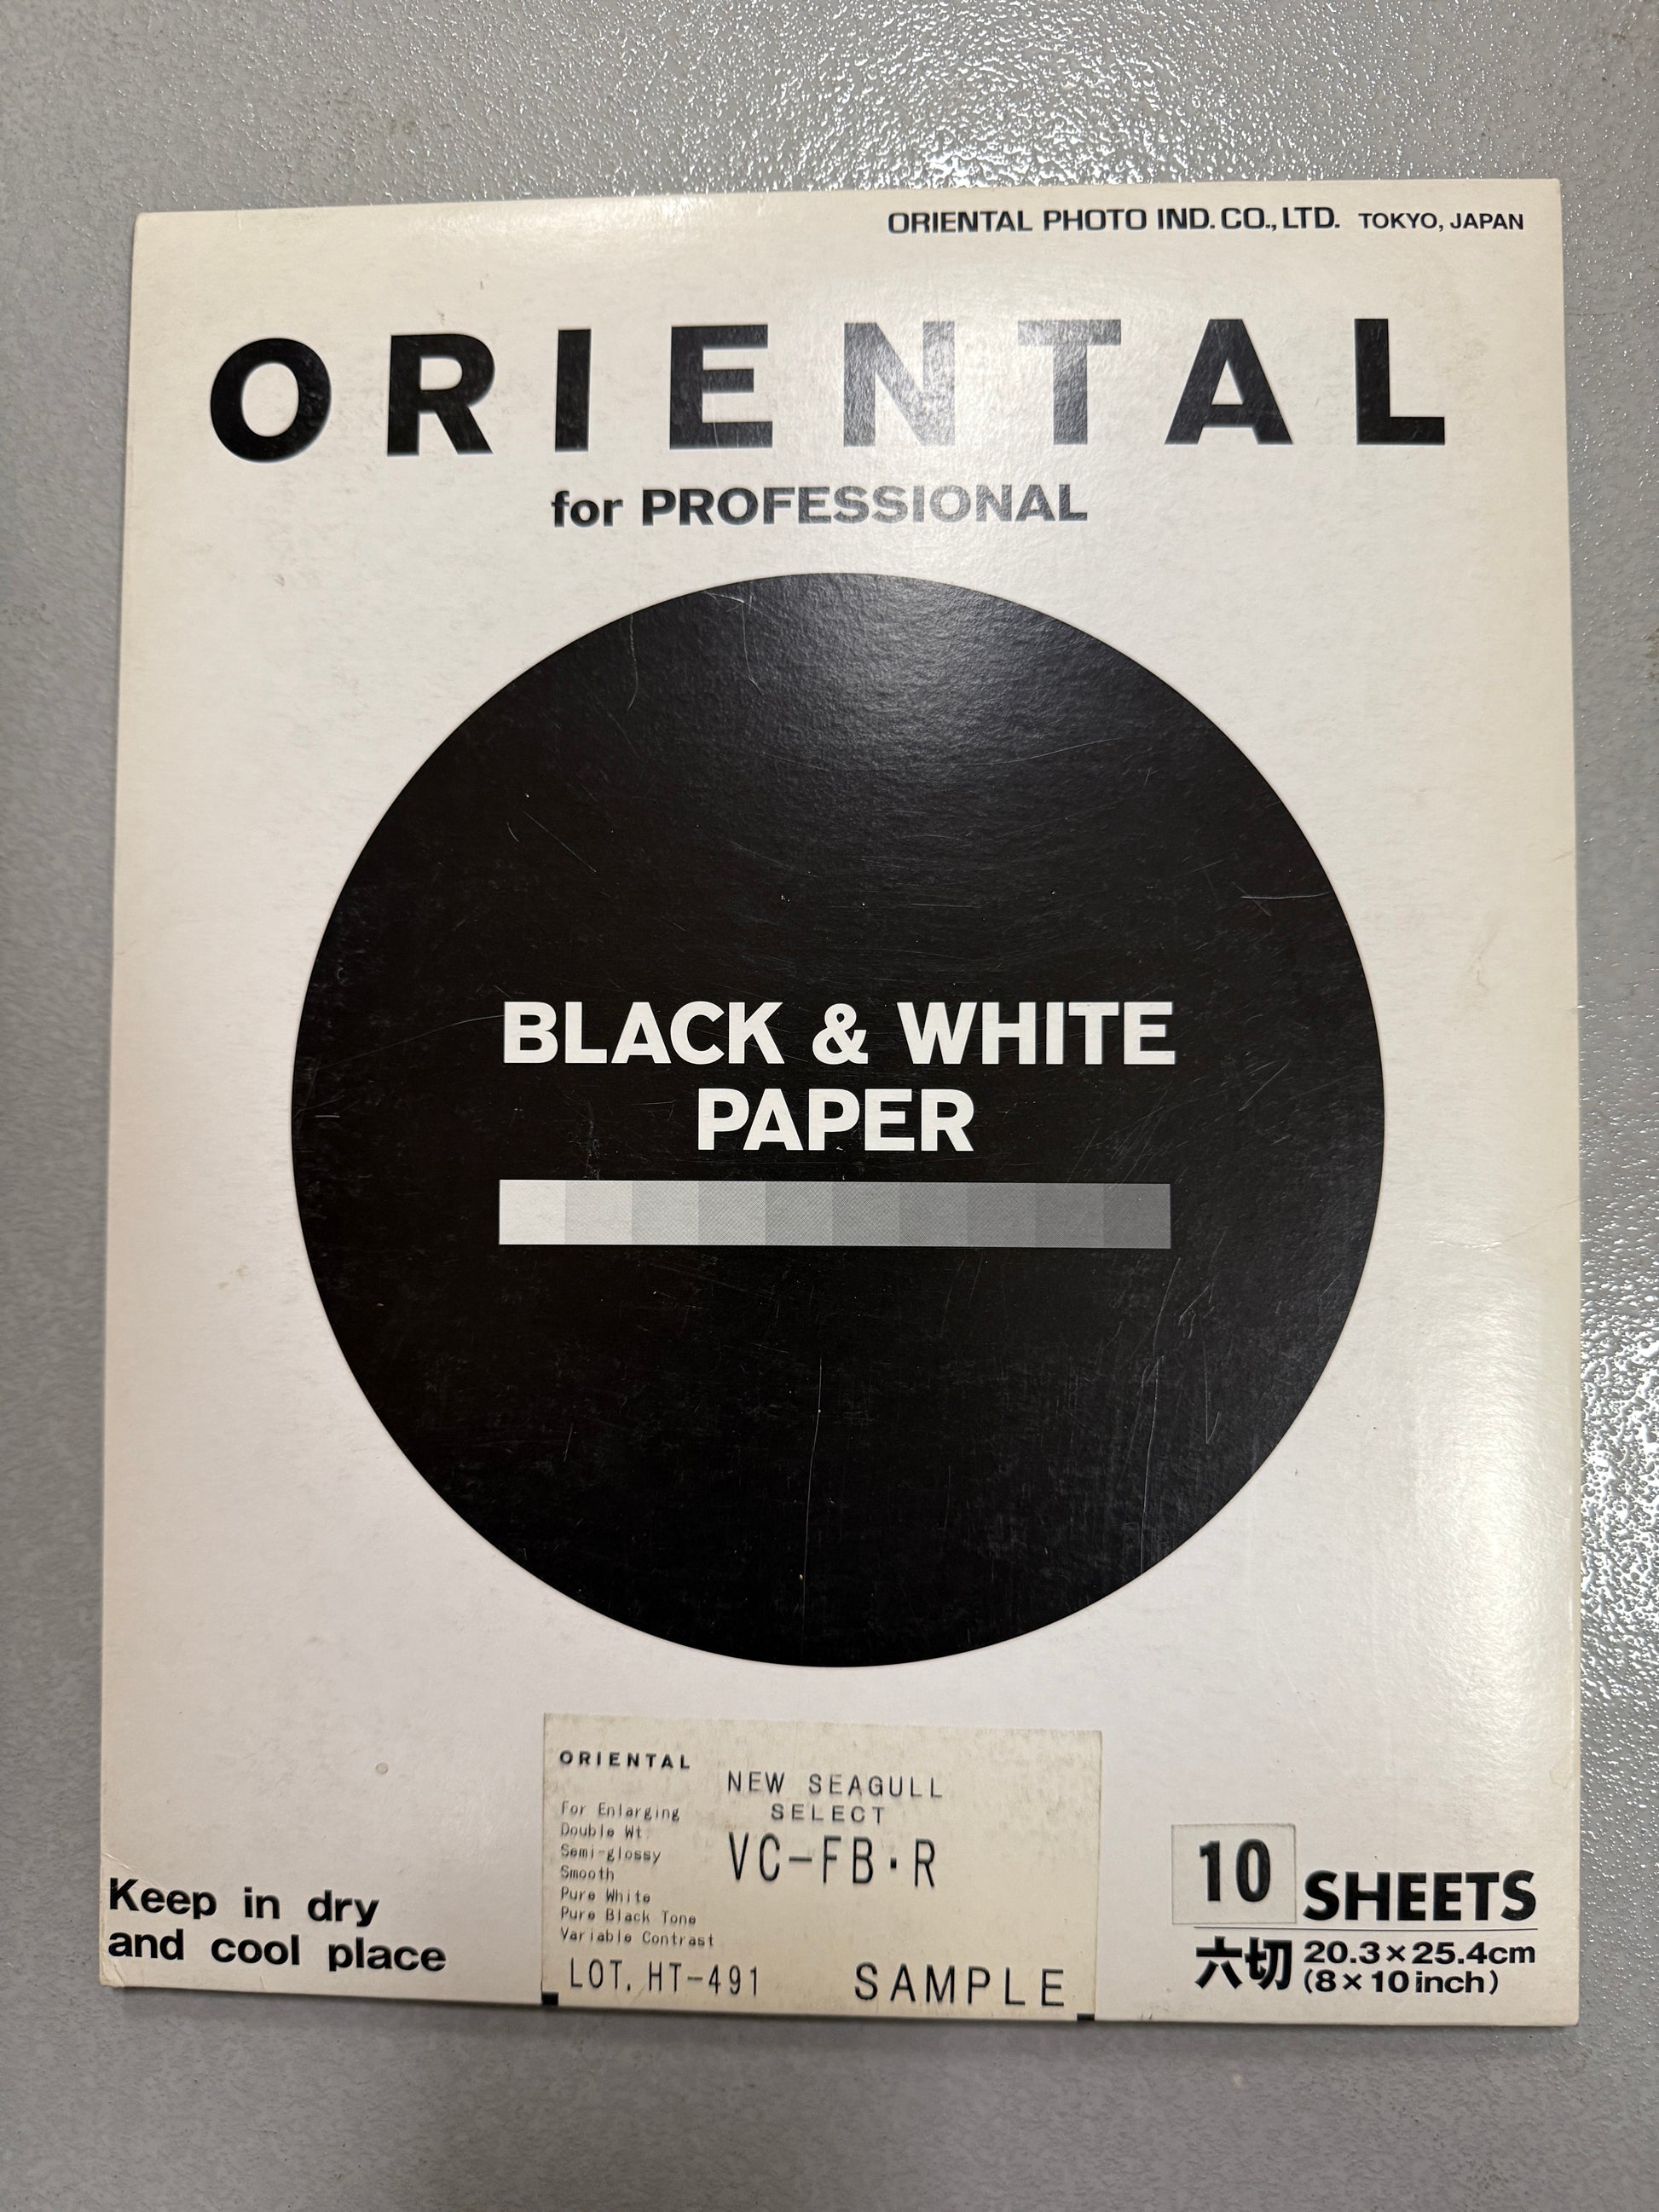 ORIENTAL PHOTO IND. CO., LTD. TOKYO, JAPAN
ORIENTAL
for PROFESSIONAL
BLACK & WHITE
PAPER
ORIENTAL
NEW SEAGULL
SELECT
VC-FB·R
For Enlarging
Double Wt
Semi-glossy
Smooth
Pure White
Pure Black Tone
Variable Contrast
LOT. HT-491 SAMPLE
Keep in dry
and cool place
10 SHEETS
六切 20.3×25.4cm
(8×10 inch)